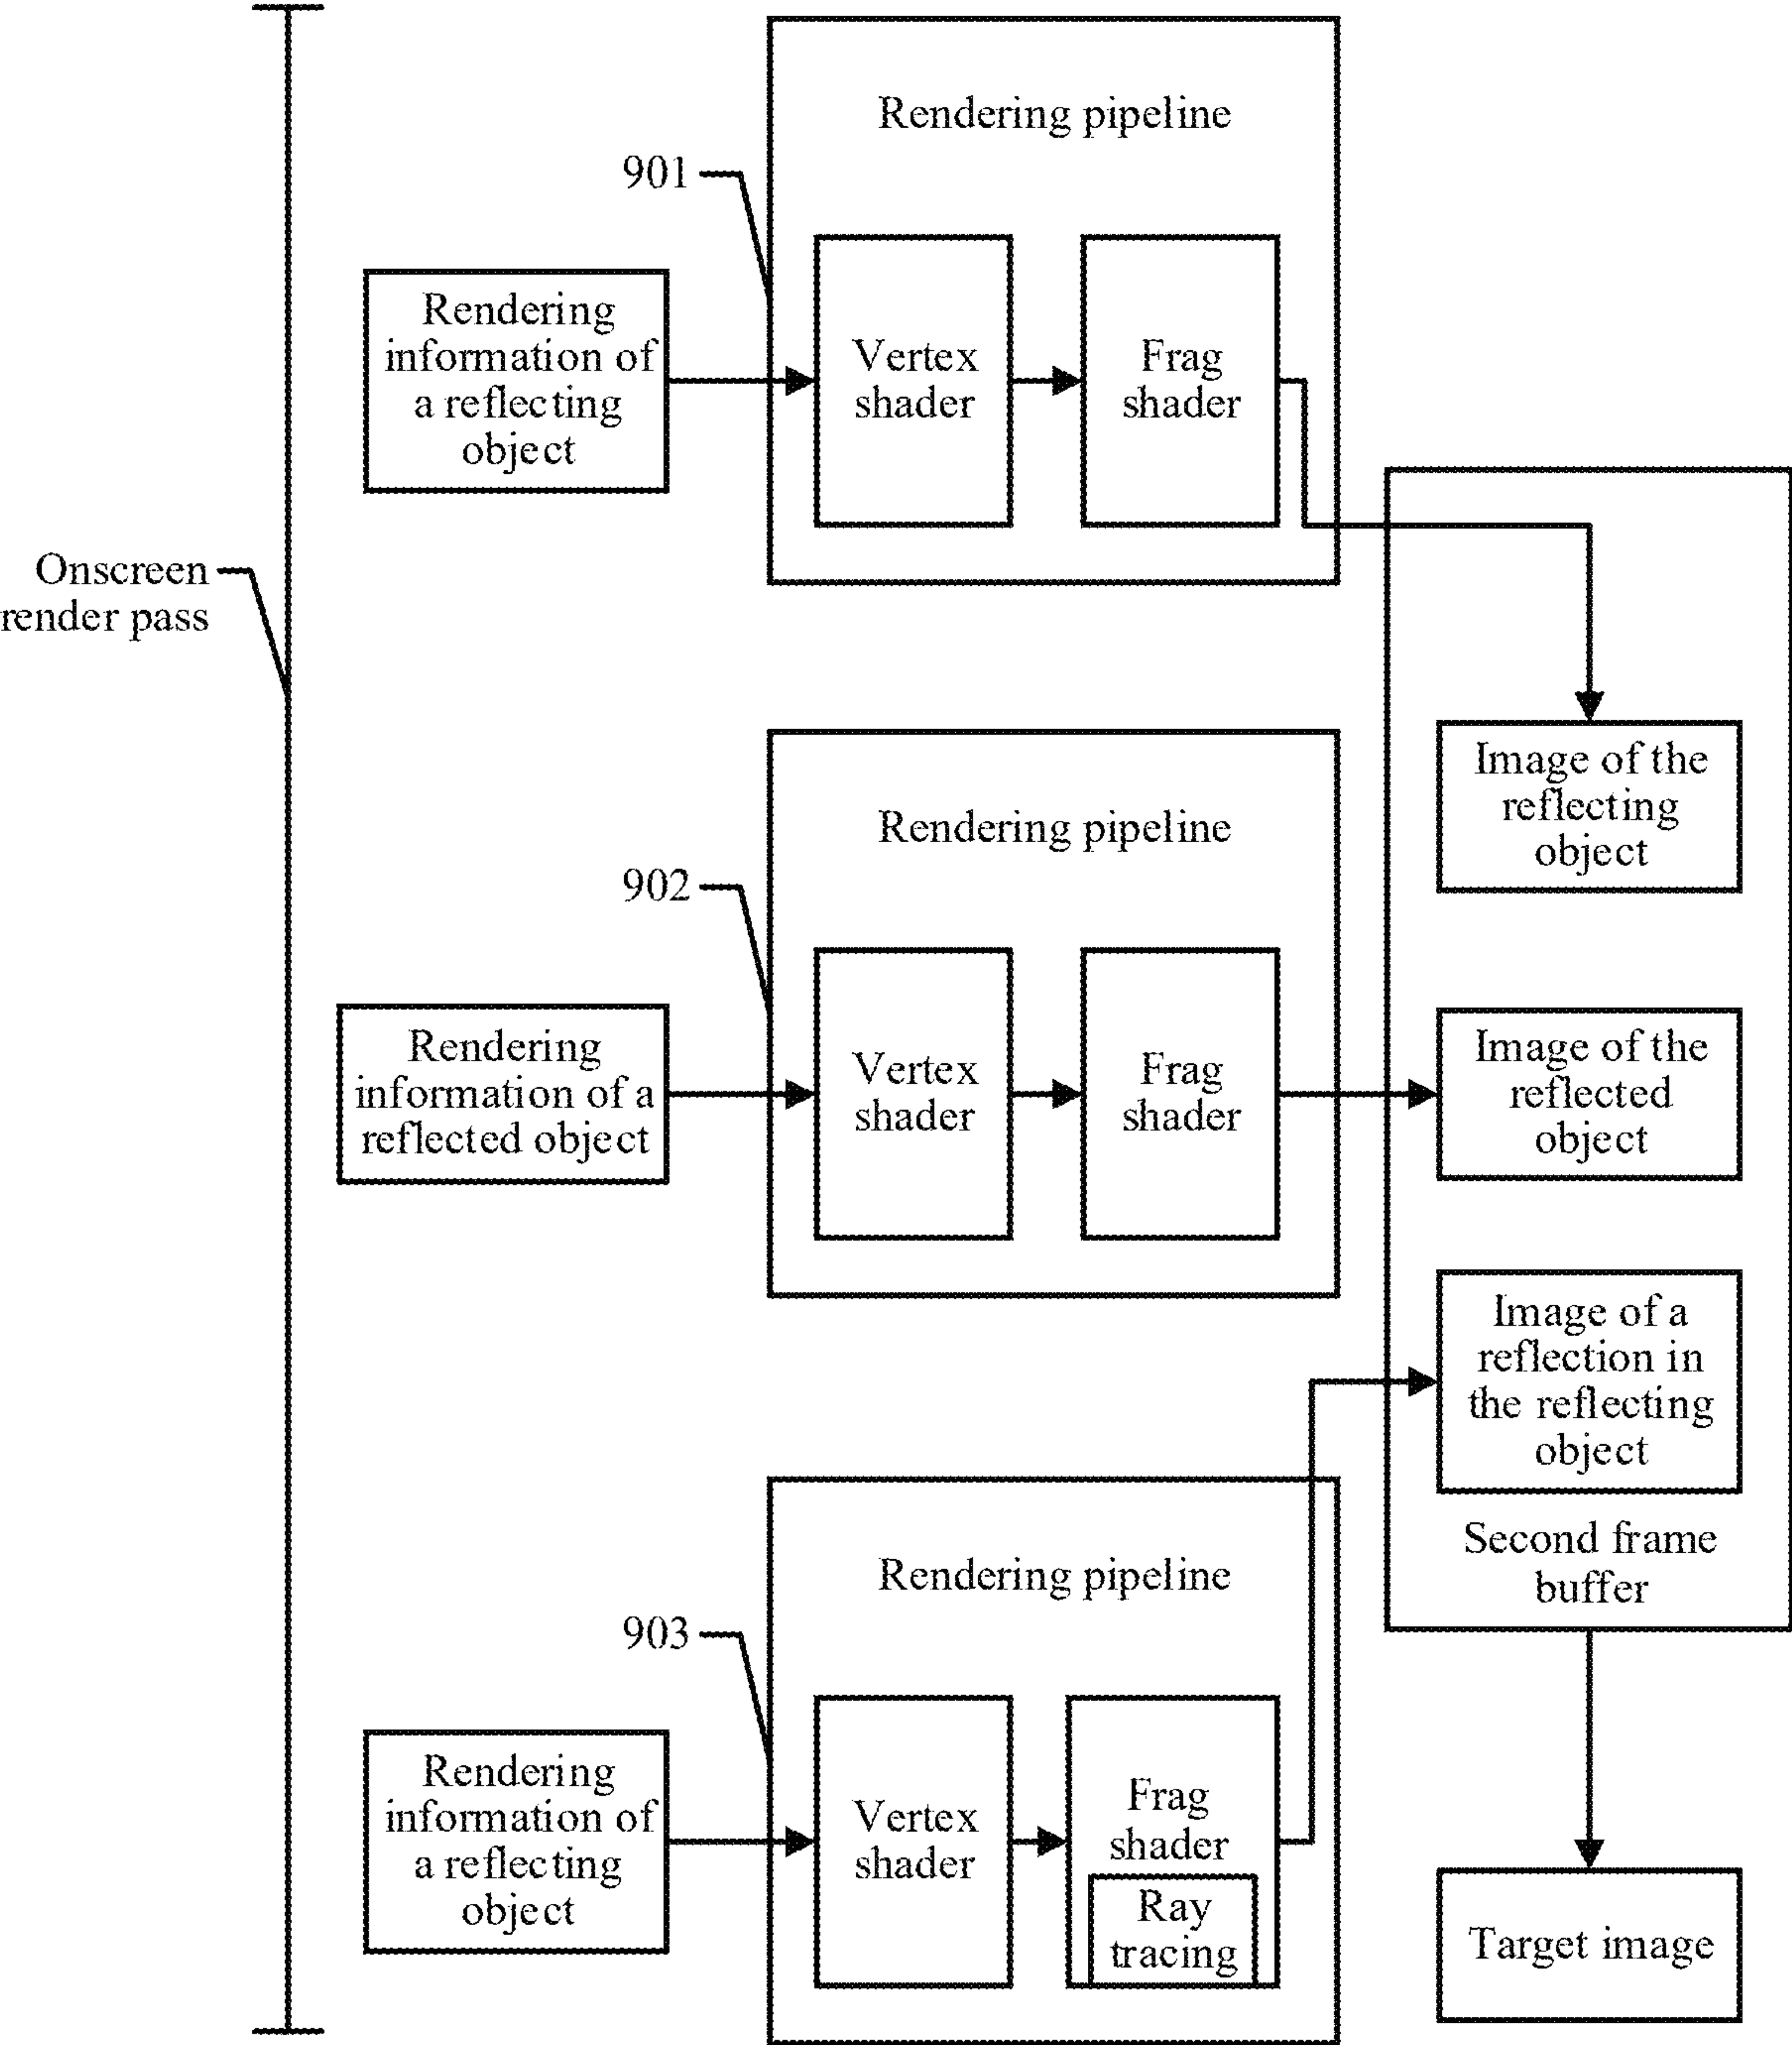 Onscreen
render pass
Rendering pipeline
901
Rendering
information of
a reflecting
object
Vertex
shader
Frag
shader
Rendering pipeline
902
Rendering
information of a
reflected object
Vertex
shader
Frag
shader
Rendering pipeline
903
Rendering
information of
a reflecting
object
Vertex
shader
Frag
shader
Ray
tracing
Image of the
reflecting
object
Image of the
reflected
object
Image of a
reflection in
the reflecting
object
Second frame
buffer
Target image